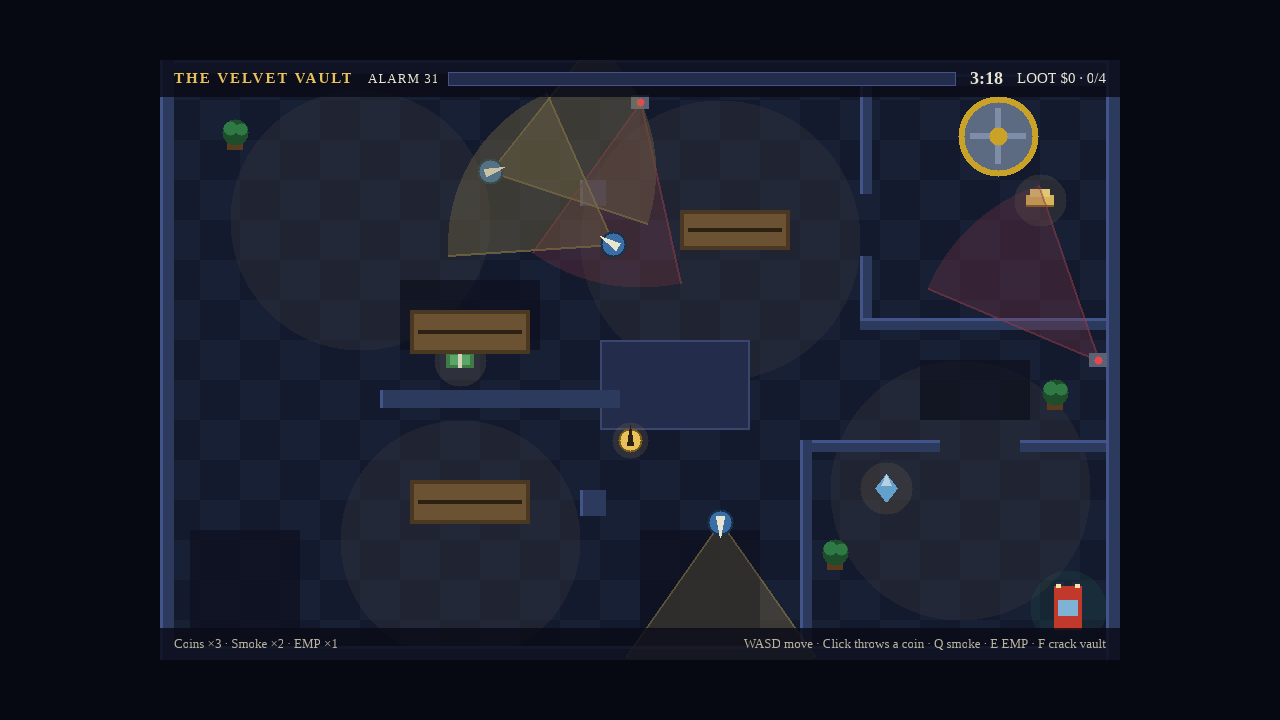 THE VELVET VAULT ALARM 31 3:18 LOOT $0 · 0/4
Coins ×3 · Smoke ×2 · EMP ×1 WASD move · Click throws a coin · Q smoke · E EMP · F crack vault